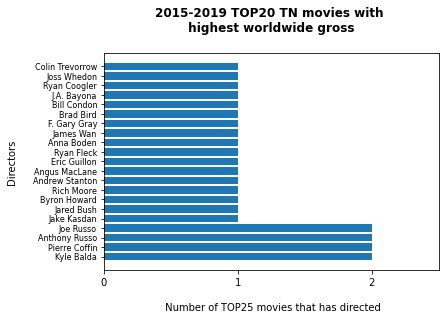 2015-2019 TOP20 TN movies with
highest worldwide gross
Directors
Colin Trevorrow
Joss Whedon
Ryan Coogler
J.A. Bayona
Bill Condon
Brad Bird
F. Gary Gray
James Wan
Anna Boden
Ryan Fleck
Eric Guillon
Angus MacLane
Andrew Stanton
Rich Moore
Byron Howard
Jared Bush
Jake Kasdan
Joe Russo
Anthony Russo
Pierre Coffin
Kyle Balda
0 1 2
Number of TOP25 movies that has directed